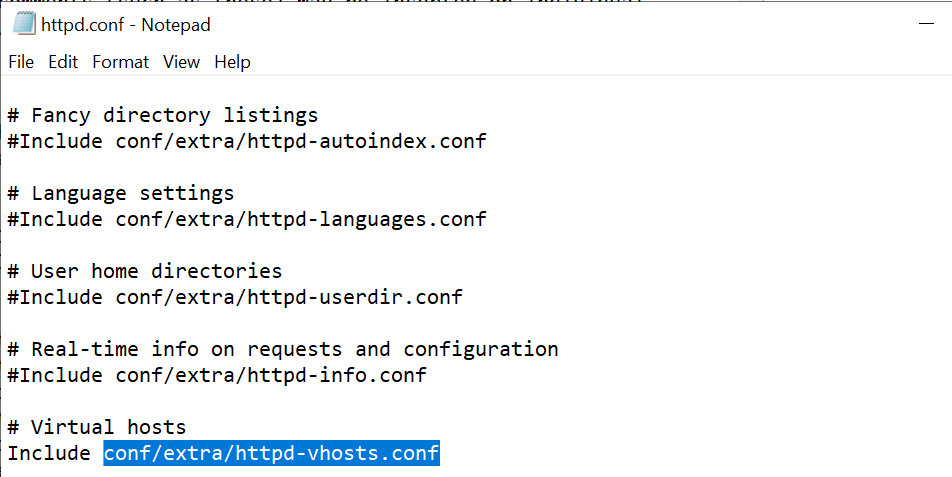 httpd.conf - Notepad
File Edit Format View Help
# Fancy directory listings
#Include conf/extra/httpd-autoindex.conf
# Language settings
#Include conf/extra/httpd-languages.conf
# User home directories
#Include conf/extra/httpd-userdir.conf
# Real-time info on requests and configuration
#Include conf/extra/httpd-info.conf
# Virtual hosts
Include conf/extra/httpd-vhosts.conf